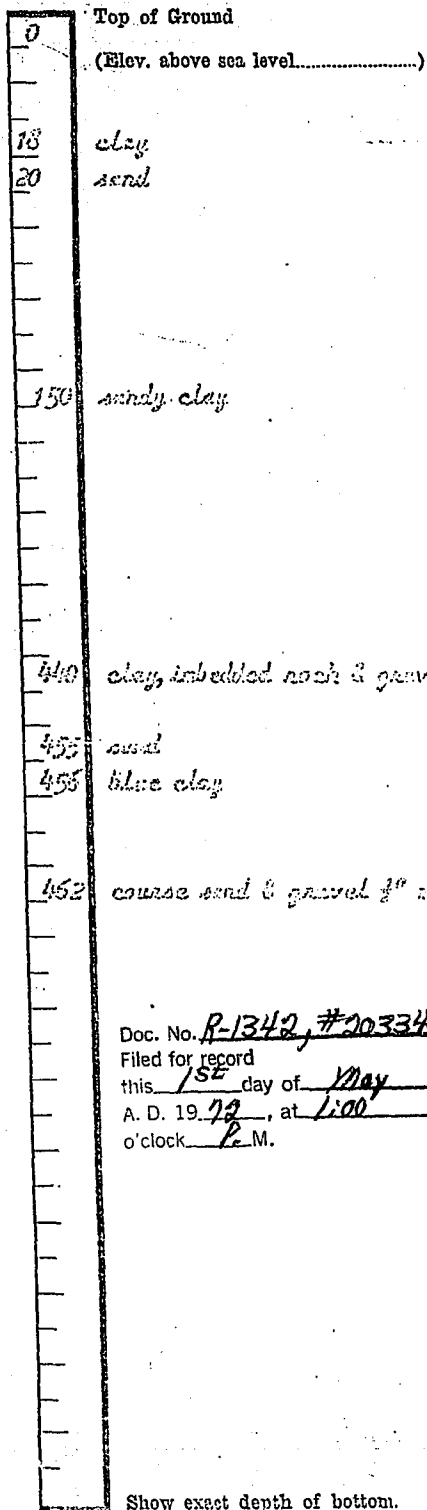 0 Top of Ground
(Elev. above sea level....................)
18 clay
20 sand
150 sandy clay
440 clay, imbedded rock & grav
455 sand
456 blue clay
462 course sand & gravel
Doc. No. R-1342, #20334
Filed for record
this 1st day of May
A. D. 19 72, at 1:00
o'clock P. M.
Show exact depth of bottom.